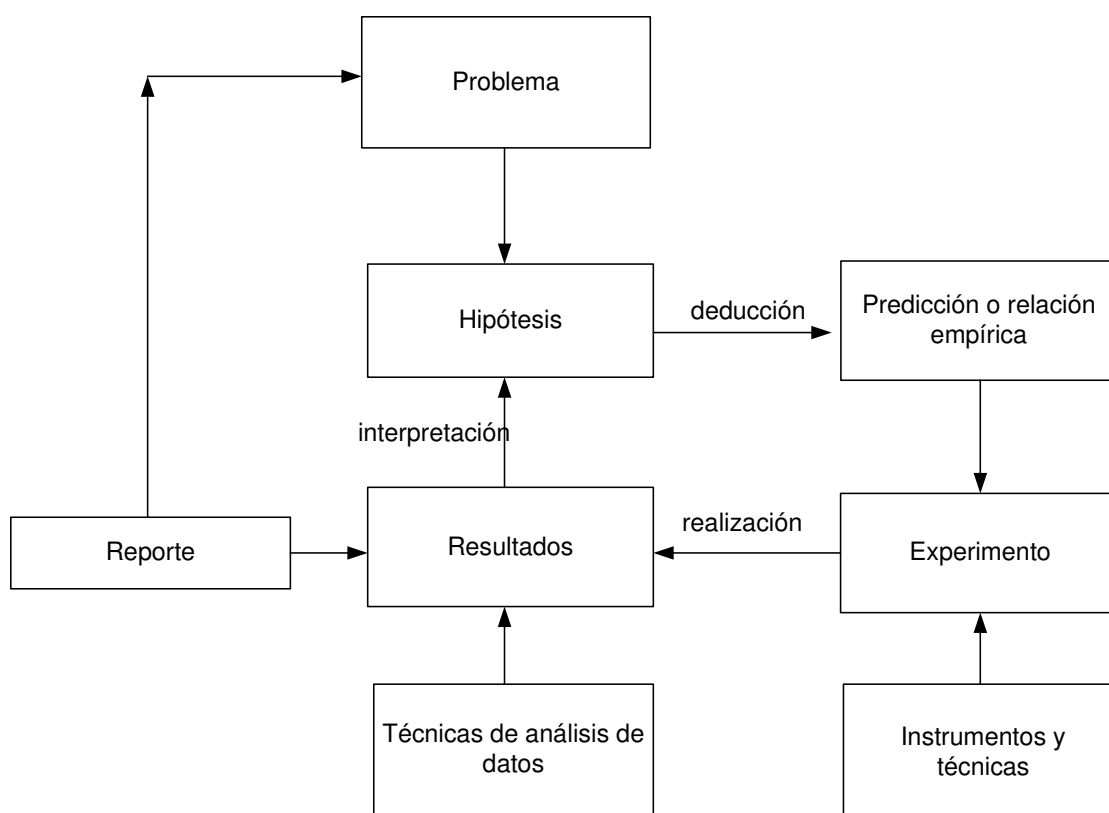 Problema
Hipótesis
deducción
Predicción o relación
empírica
interpretación
Reporte
Resultados
realización
Experimento
Técnicas de análisis de
datos
Instrumentos y
técnicas